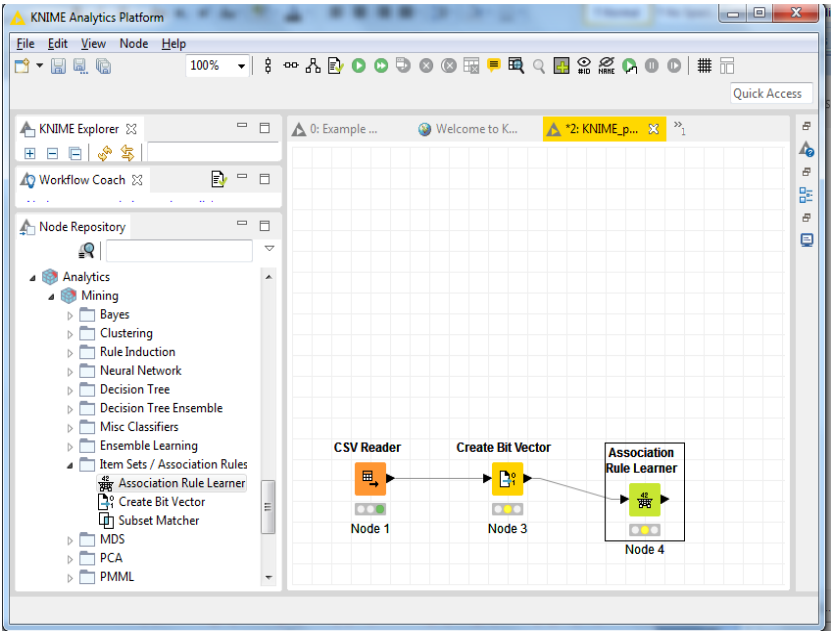 KNIME Analytics Platform
File Edit View Node Help
100%
Quick Access
KNIME Explorer
Workflow Coach
Node Repository
Analytics
Mining
Bayes
Clustering
Rule Induction
Neural Network
Decision Tree
Decision Tree Ensemble
Misc Classifiers
Ensemble Learning
Item Sets / Association Rules
Association Rule Learner
Create Bit Vector
Subset Matcher
MDS
PCA
PMML
0: Example ...
Welcome to K...
*2: KNIME_p...
»1
CSV Reader
Node 1
Create Bit Vector
Node 3
Association
Rule Learner
Node 4